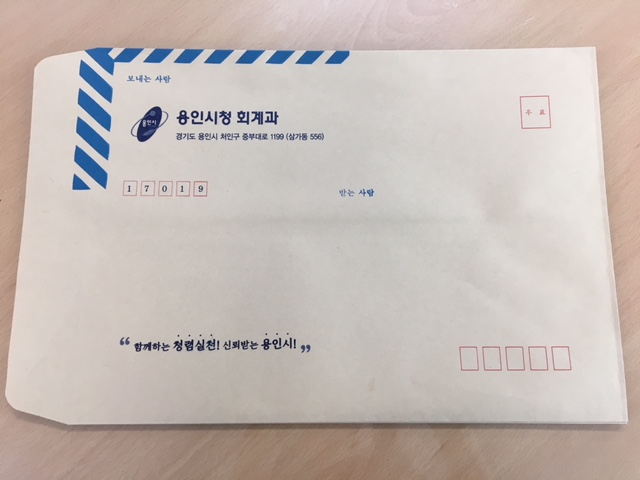 보내는 사람
용인시
용인시청 회계과
우 표
경기도 용인시 처인구 중부대로 1199 (삼가동 556)
1 7 0 1 9
받는 사람
“ 함께하는 청렴실천! 신뢰받는 용인시! ”